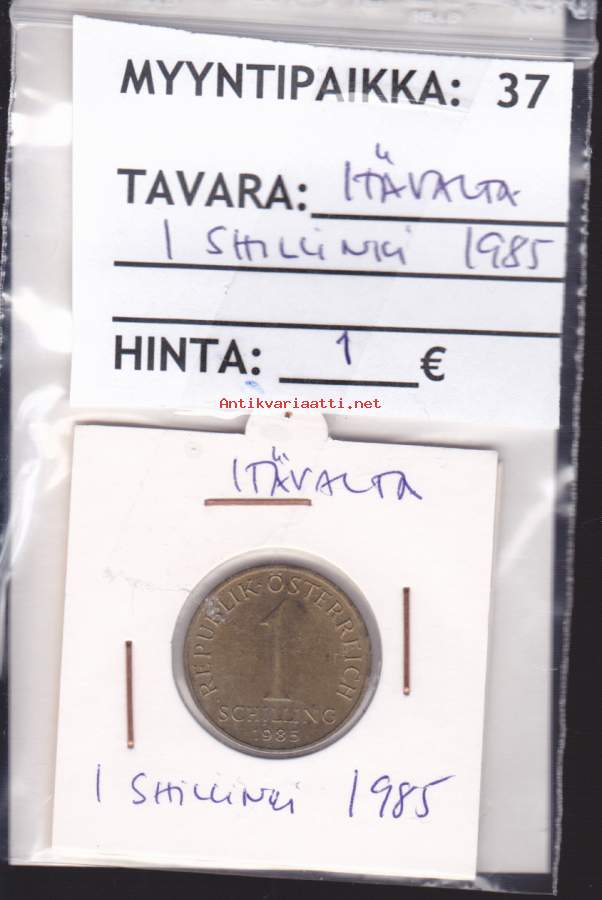 MYYNTIPAIKKA: 37
TAVARA: ITÄVALTA
1 SHILLINKI 1985
HINTA: 1 €
Antikvariaatti.net
ITÄVALTA
REPUBLIK · ÖSTERREICH
1
SCHILLING
1985
1 SHILLINKI 1985